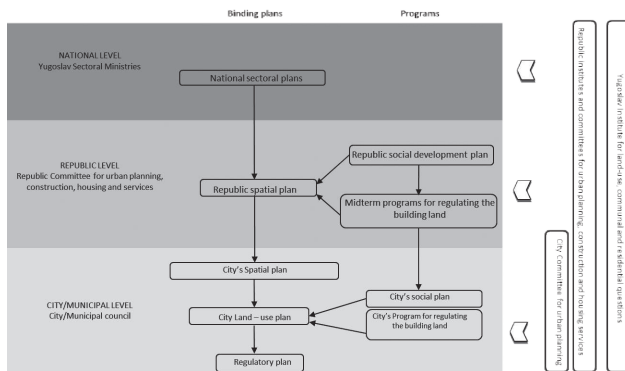 Binding plans
Programs
NATIONAL LEVEL
Yugoslav Sectoral Ministries
National sectoral plans
REPUBLIC LEVEL
Republic Committee for urban planning,
construction, housing and services
Republic social development plan
Republic spatial plan
Midterm programs for regulating the
building land
City's Spatial plan
CITY/MUNICIPAL LEVEL
City/Municipal council
City's social plan
City Land – use plan
City's Program for regulating
the building land
Regulatory plan
City Committee for urban planning
Republic institutes and committees for urban planning, construction and housing services
Yugoslav Institute for land-use, communal and residential questions